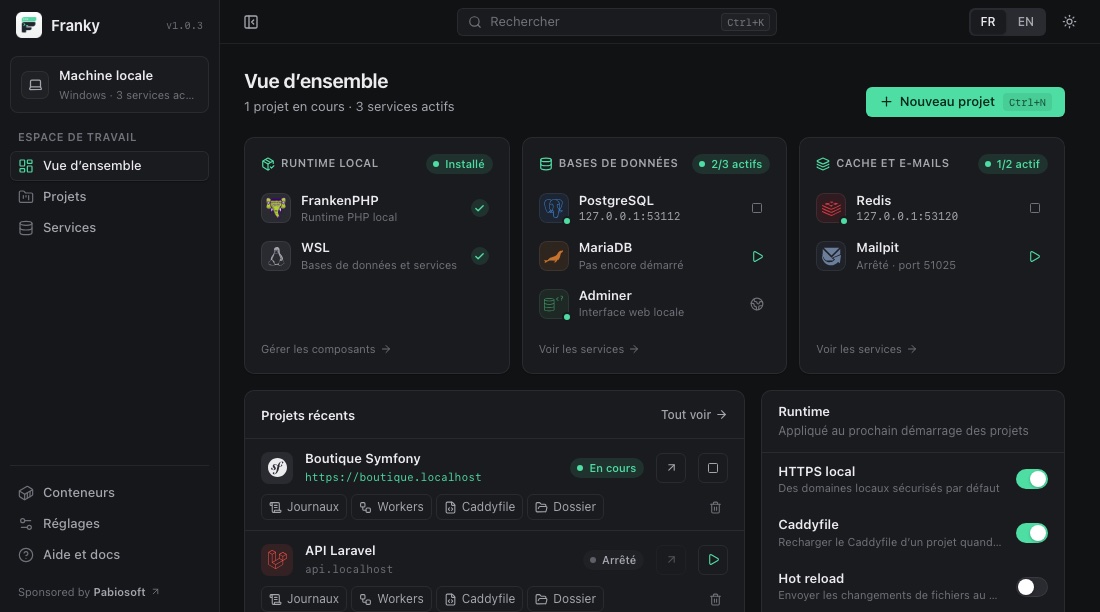 Franky
v1.0.3
Rechercher
Ctrl+K
FR
EN
Machine locale
Windows · 3 services ac...
ESPACE DE TRAVAIL
Vue d’ensemble
Projets
Services
Conteneurs
Réglages
Aide et docs
Sponsored by Pabiosoft ↗
Vue d’ensemble
1 projet en cours · 3 services actifs
+ Nouveau projet Ctrl+N
RUNTIME LOCAL
Installé
FrankenPHP
Runtime PHP local
WSL
Bases de données et services
Gérer les composants →
BASES DE DONNÉES
2/3 actifs
PostgreSQL
127.0.0.1:53112
MariaDB
Pas encore démarré
Adminer
Interface web locale
Voir les services →
CACHE ET E-MAILS
1/2 actif
Redis
127.0.0.1:53120
Mailpit
Arrêté · port 51025
Voir les services →
Projets récents
Tout voir →
Boutique Symfony
https://boutique.localhost
En cours
Journaux
Workers
Caddyfile
Dossier
API Laravel
api.localhost
Arrêté
Journaux
Workers
Caddyfile
Dossier
Runtime
Appliqué au prochain démarrage des projets
HTTPS local
Des domaines locaux sécurisés par défaut
Caddyfile
Recharger le Caddyfile d’un projet quand...
Hot reload
Envoyer les changements de fichiers au ...